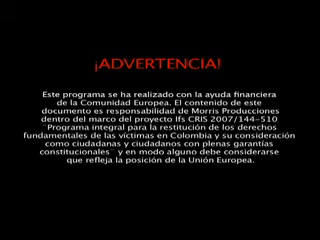 ¡ADVERTENCIA!
Este programa se ha realizado con la ayuda financiera
de la Comunidad Europea. El contenido de este
documento es responsabilidad de Morris Producciones
dentro del marco del proyecto Ifs CRIS 2007/144-510
Programa integral para la restitución de los derechos
fundamentales de las víctimas en Colombia y su consideración
como ciudadanas y ciudadanos con plenas garantías
constitucionales¨ y en modo alguno debe considerarse
que refleja la posición de la Unión Europea.